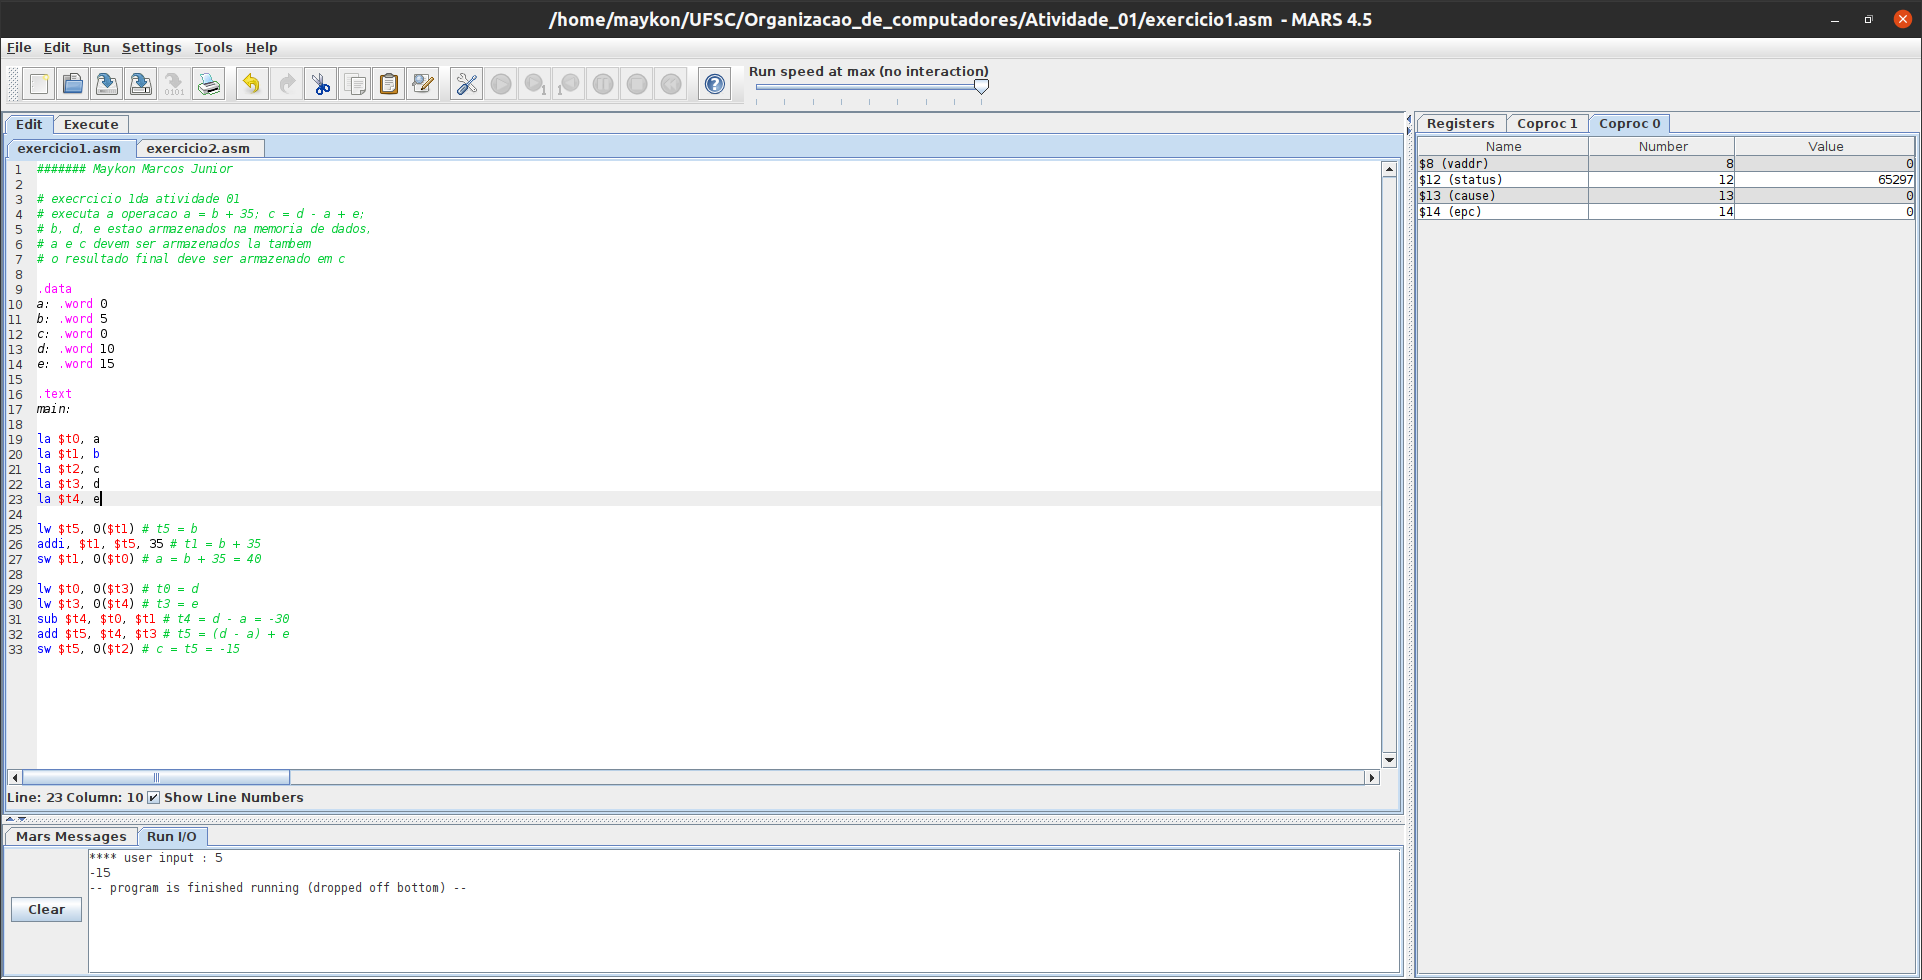 /home/maykon/UFSC/Organizacao_de_computadores/Atividade_01/exercicio1.asm - MARS 4.5
File Edit Run Settings Tools Help
Run speed at max (no interaction)
Edit Execute
exercicio1.asm exercicio2.asm
1 ####### Maykon Marcos Junior
2
3 # execrcicio 1da atividade 01
4 # executa a operacao a = b + 35; c = d - a + e;
5 # b, d, e estao armazenados na memoria de dados,
6 # a e c devem ser armazenados la tambem
7 # o resultado final deve ser armazenado em c
8
9 .data
10 a: .word 0
11 b: .word 5
12 c: .word 0
13 d: .word 10
14 e: .word 15
15
16 .text
17 main:
18
19 la $t0, a
20 la $t1, b
21 la $t2, c
22 la $t3, d
23 la $t4, e
24
25 lw $t5, 0($t1) # t5 = b
26 addi, $t1, $t5, 35 # t1 = b + 35
27 sw $t1, 0($t0) # a = b + 35 = 40
28
29 lw $t0, 0($t3) # t0 = d
30 lw $t3, 0($t4) # t3 = e
31 sub $t4, $t0, $t1 # t4 = d - a = -30
32 add $t5, $t4, $t3 # t5 = (d - a) + e
33 sw $t5, 0($t2) # c = t5 = -15
Line: 23 Column: 10 Show Line Numbers
Mars Messages Run I/O
Clear
**** user input : 5
-15
-- program is finished running (dropped off bottom) --
Registers Coproc 1 Coproc 0
Name Number Value
$8 (vaddr) 8 0
$12 (status) 12 65297
$13 (cause) 13 0
$14 (epc) 14 0